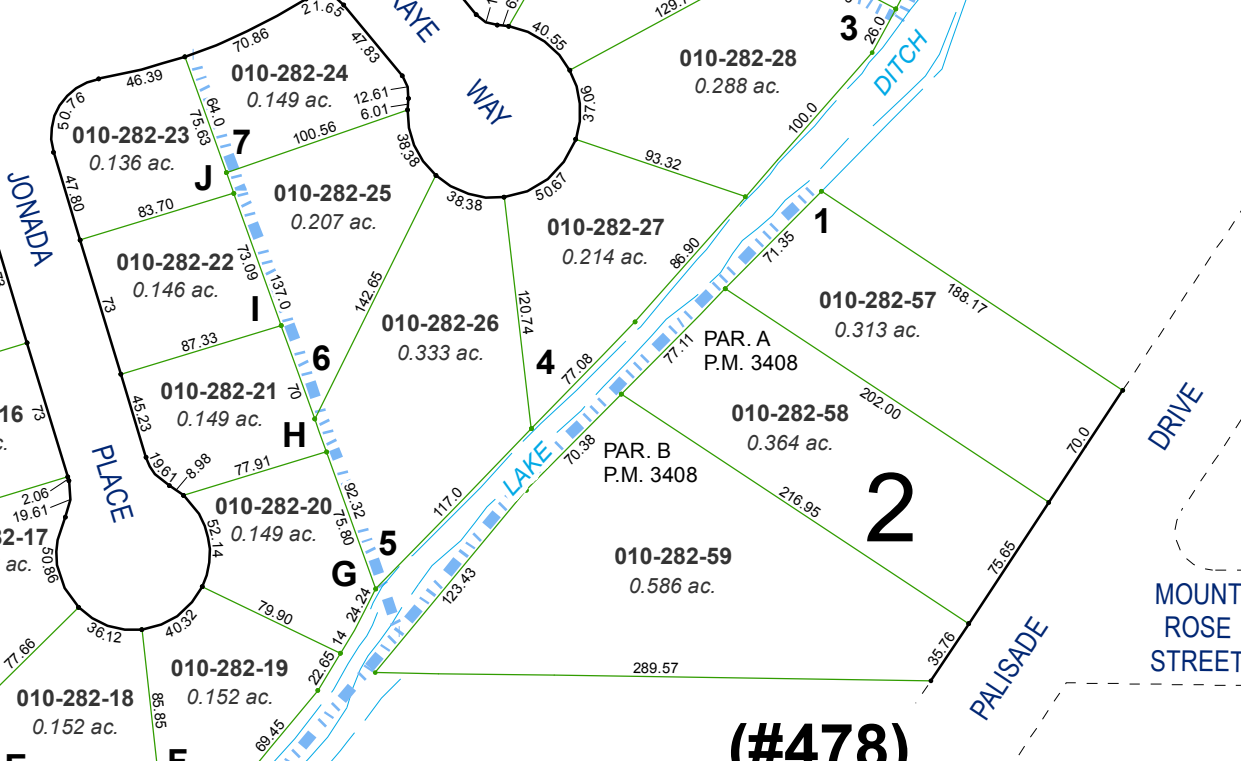 21.65
KAYE
WAY
40.55
129.7
3
26.0
DITCH
70.86
47.83
46.39
010-282-24
0.149 ac.
010-282-28
0.288 ac.
50.76
64.0
75.63
12.61
6.01
37.06
100.0
010-282-23
0.136 ac.
7
100.56
38.38
93.32
J
JONADA
47.80
83.70
010-282-25
0.207 ac.
38.38
50.67
1
010-282-27
0.214 ac.
86.90
71.35
010-282-22
0.146 ac.
73.09
137.0
73
142.65
120.74
188.17
010-282-57
0.313 ac.
I
87.33
6
010-282-26
0.333 ac.
4
77.08
77.11
PAR. A
P.M. 3408
010-282-21
0.149 ac.
70
202.00
DRIVE
16
c.
73
45.23
H
010-282-58
0.364 ac.
70.0
PLACE
19.61
8.98
77.91
LAKE
70.38
PAR. B
P.M. 3408
2.06
19.61
010-282-20
0.149 ac.
92.32
75.80
117.0
216.95
2
82-17
ac.
50.86
52.14
5
G
010-282-59
0.586 ac.
75.65
123.43
24.24
79.90
14
36.12
40.32
MOUNT
ROSE
STREET
77.66
22.65
289.57
35.76
PALISADE
010-282-19
0.152 ac.
010-282-18
0.152 ac.
85.85
69.45
(#478)